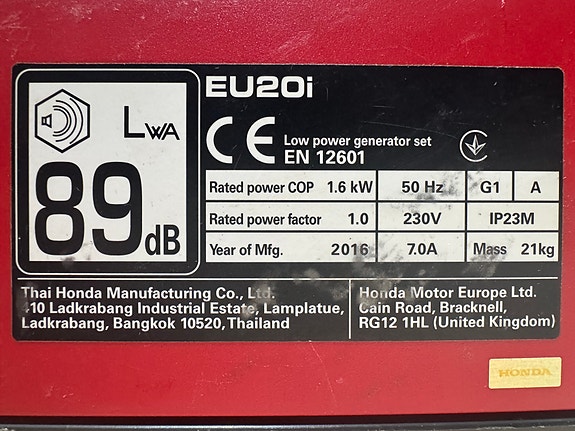 LWA
89dB
EU20i
CE Low power generator set
EN 12601
Rated power COP 1.6 kW 50 Hz G1 A
Rated power factor 1.0 230V IP23M
Year of Mfg. 2016 7.0A Mass 21kg
Thai Honda Manufacturing Co., Ltd.
410 Ladkrabang Industrial Estate, Lamplatue,
Ladkrabang, Bangkok 10520, Thailand
Honda Motor Europe Ltd.
Cain Road, Bracknell,
RG12 1HL (United Kingdom)
HONDA